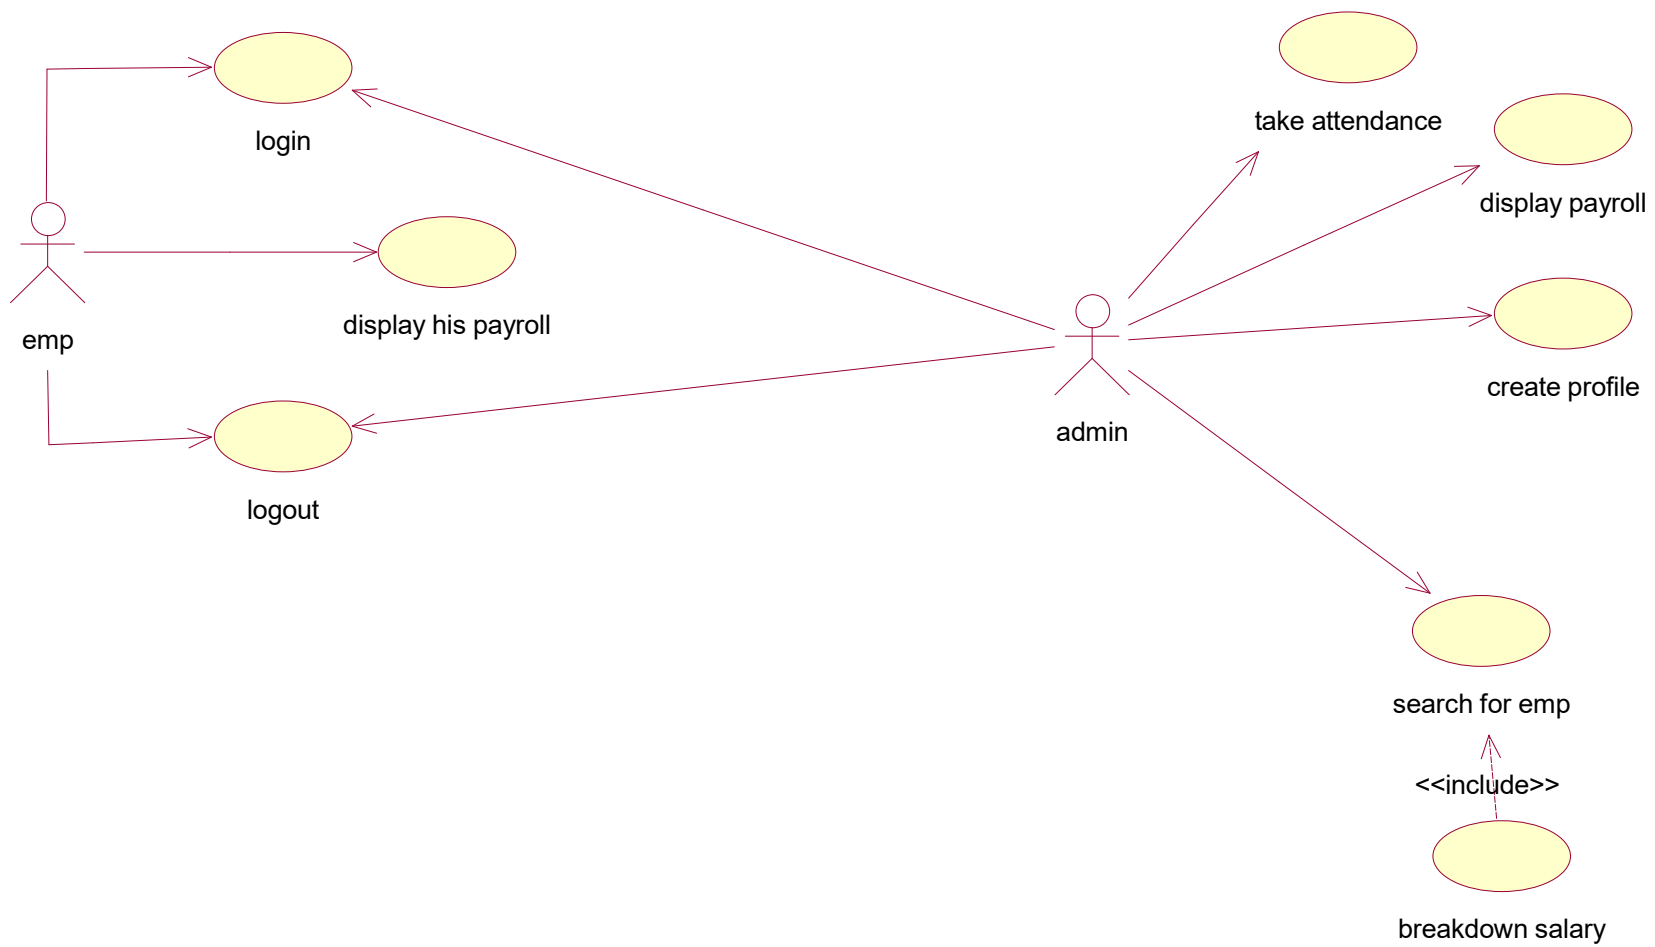 take attendance
login
display payroll
display his payroll
emp
create profile
admin
logout
search for emp
<<include>>
breakdown salary